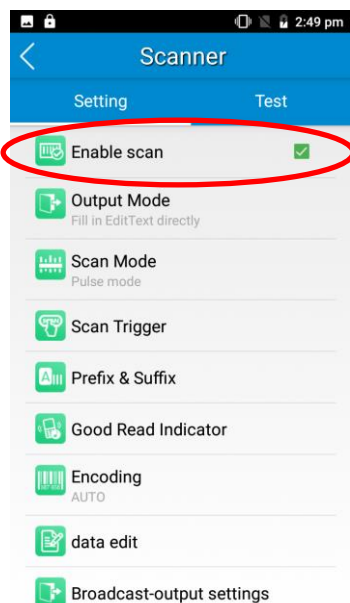 2:49 pm
Scanner
Setting Test
Enable scan
Output Mode
Fill in EditText directly
Scan Mode
Pulse mode
Scan Trigger
Prefix & Suffix
Good Read Indicator
Encoding
AUTO
data edit
Broadcast-output settings